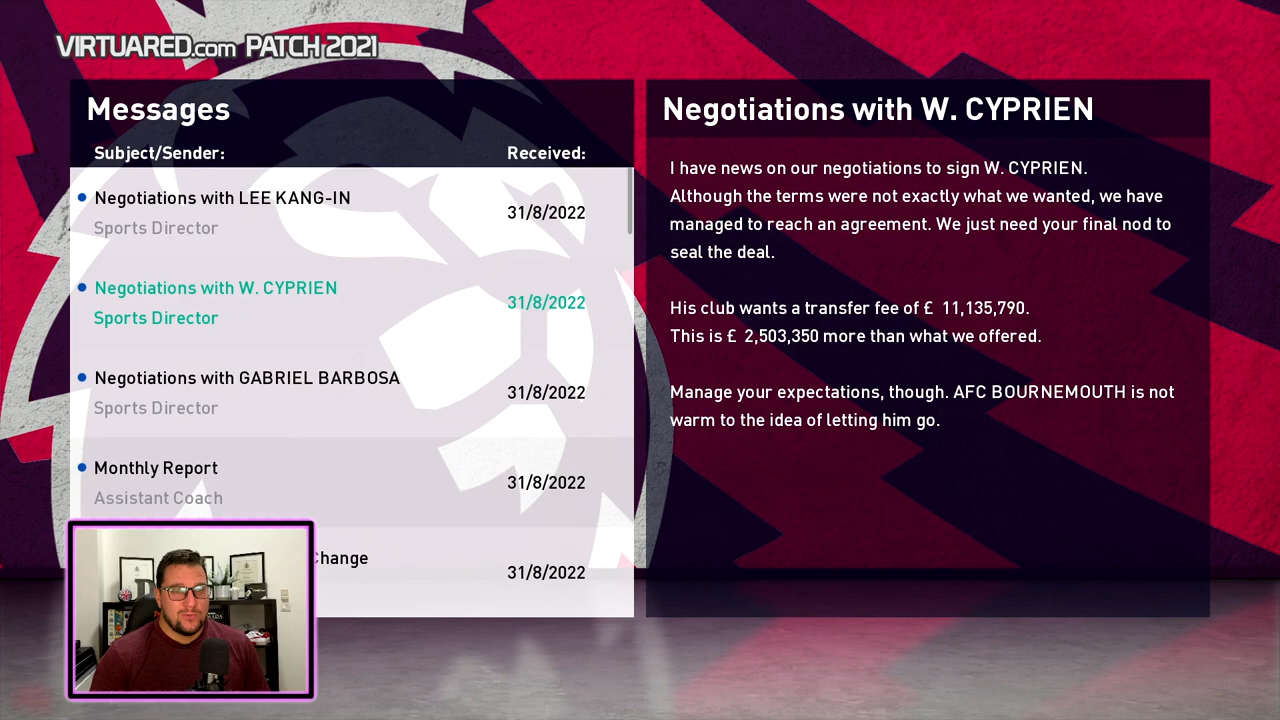 VIRTUARED.com PATCH 2021
Messages
Subject/Sender:
Received:
Negotiations with LEE KANG-IN
Sports Director
31/8/2022
Negotiations with W. CYPRIEN
Sports Director
31/8/2022
Negotiations with GABRIEL BARBOSA
Sports Director
31/8/2022
Monthly Report
Assistant Coach
31/8/2022
Change
31/8/2022
Negotiations with W. CYPRIEN
I have news on our negotiations to sign W. CYPRIEN.
Although the terms were not exactly what we wanted, we have
managed to reach an agreement. We just need your final nod to
seal the deal.
His club wants a transfer fee of £ 11,135,790.
This is £ 2,503,350 more than what we offered.
Manage your expectations, though. AFC BOURNEMOUTH is not
warm to the idea of letting him go.